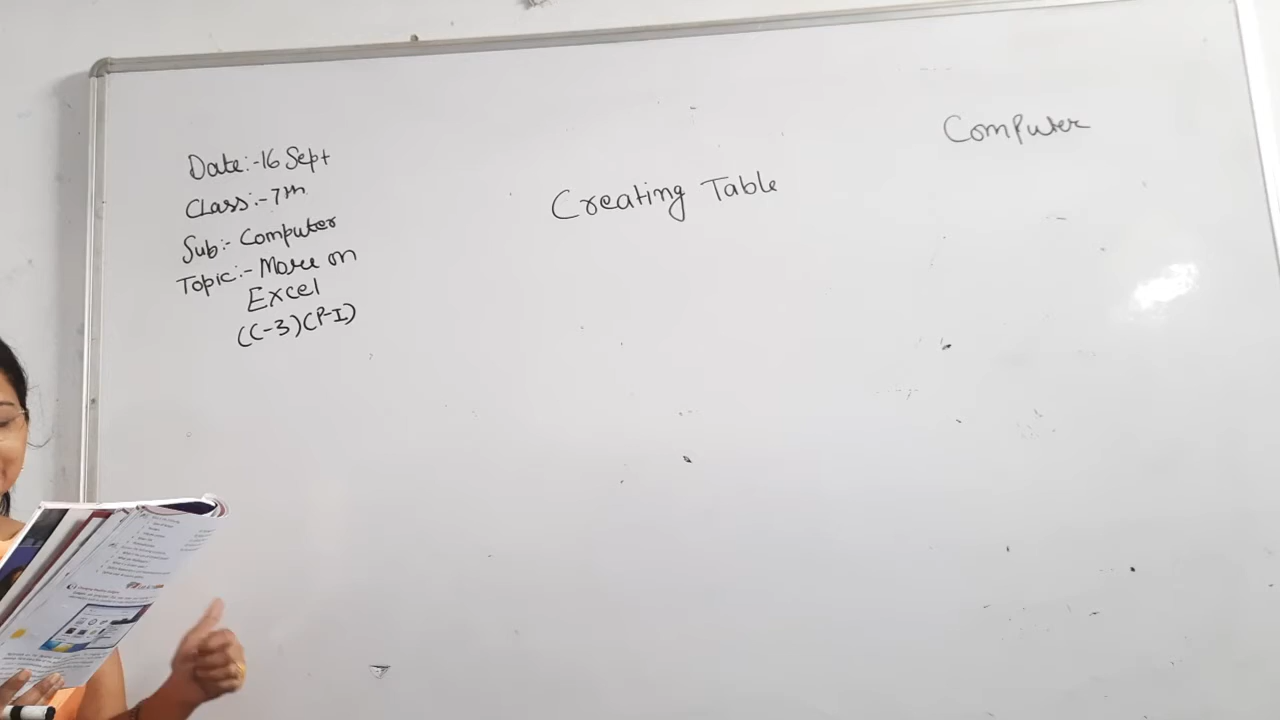 Date:-16 Sept
Class:-7th
Sub:- Computer
Topic:- More on
Excel
(C-3)(P-I)
Creating Table
Computer